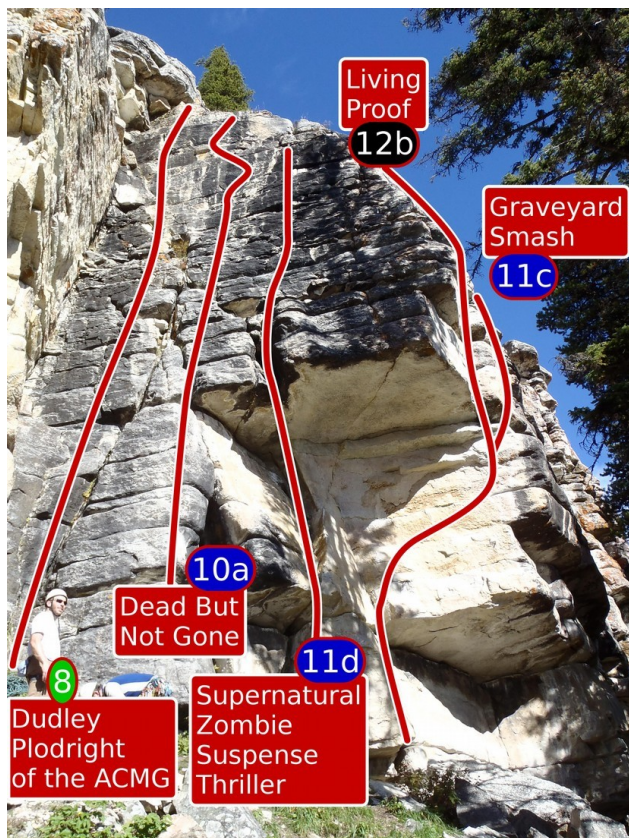 Living
Proof
12b
Graveyard
Smash
11c
10a
Dead But
Not Gone
11d
Supernatural
Zombie
Suspense
Thriller
8
Dudley
Plodright
of the ACMG